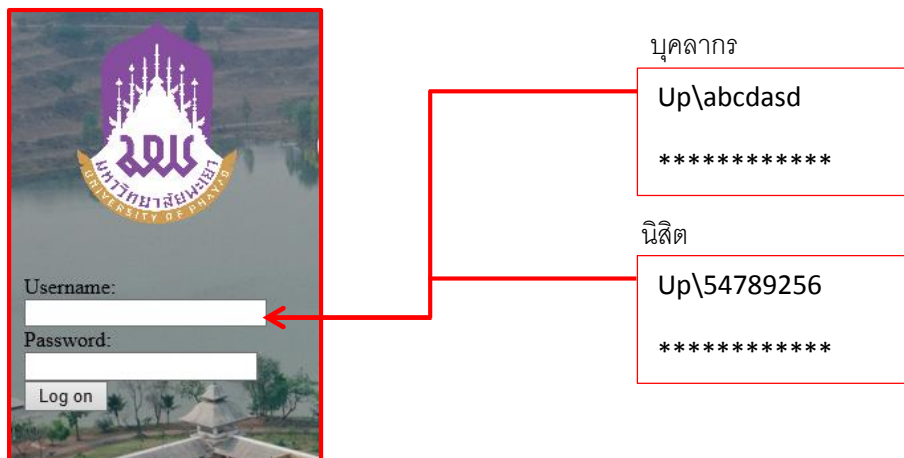 มหาวิทยาลัยพะเยา
UNIVERSITY OF PHAYAO
Username:
Password:
Log on
บุคลากร
Up\abcdasd
************
นิสิต
Up\54789256
************